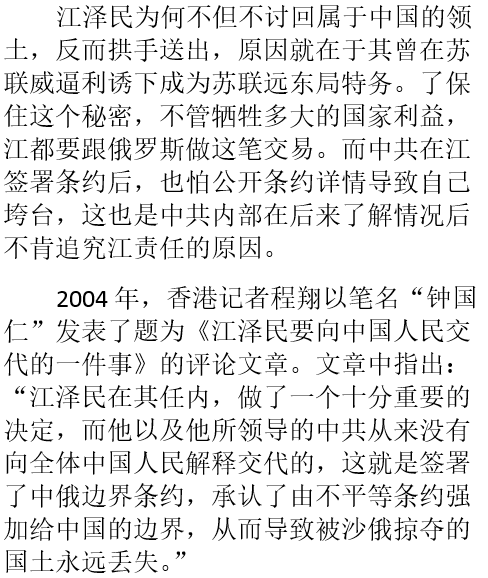 江泽民为何不但不讨回属于中国的领
土，反而拱手送出，原因就在于其曾在苏
联威逼利诱下成为苏联远东局特务。了保
住这个秘密，不管牺牲多大的国家利益，
江都要跟俄罗斯做这笔交易。而中共在江
签署条约后，也怕公开条约详情导致自己
垮台，这也是中共内部在后来了解情况后
不肯追究江责任的原因。
2004 年，香港记者程翔以笔名“钟国
仁”发表了题为《江泽民要向中国人民交
代的一件事》的评论文章。文章中指出：
“江泽民在其任内，做了一个十分重要的
决定，而他以及他所领导的中共从来没有
向全体中国人民解释交代的，这就是签署
了中俄边界条约，承认了由不平等条约强
加给中国的边界，从而导致被沙俄掠夺的
国土永远丢失。”